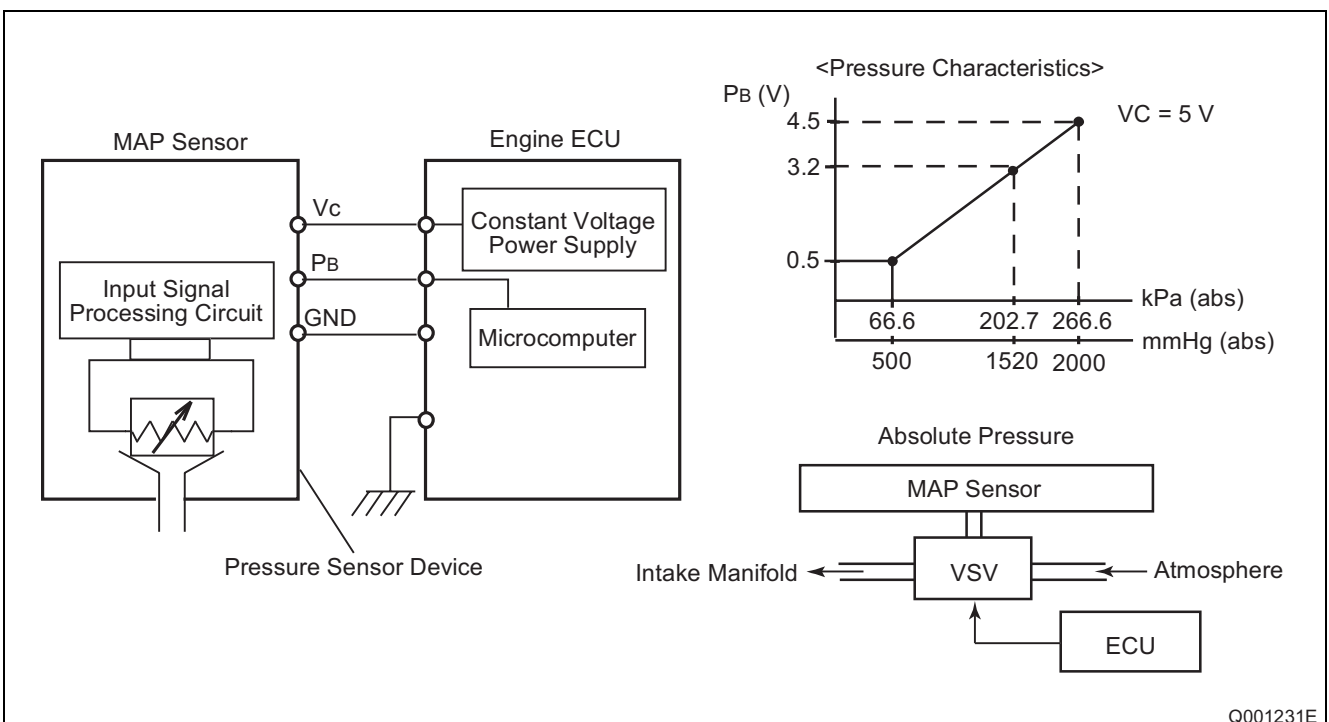 MAP Sensor
Vc
PB
GND
Input Signal
Processing Circuit
Pressure Sensor Device
Engine ECU
Constant Voltage
Power Supply
Microcomputer
<Pressure Characteristics>
PB (V)
VC = 5 V
4.5
3.2
0.5
66.6 202.7 266.6 kPa (abs)
500 1520 2000 mmHg (abs)
Absolute Pressure
MAP Sensor
Intake Manifold
VSV
Atmosphere
ECU
Q001231E